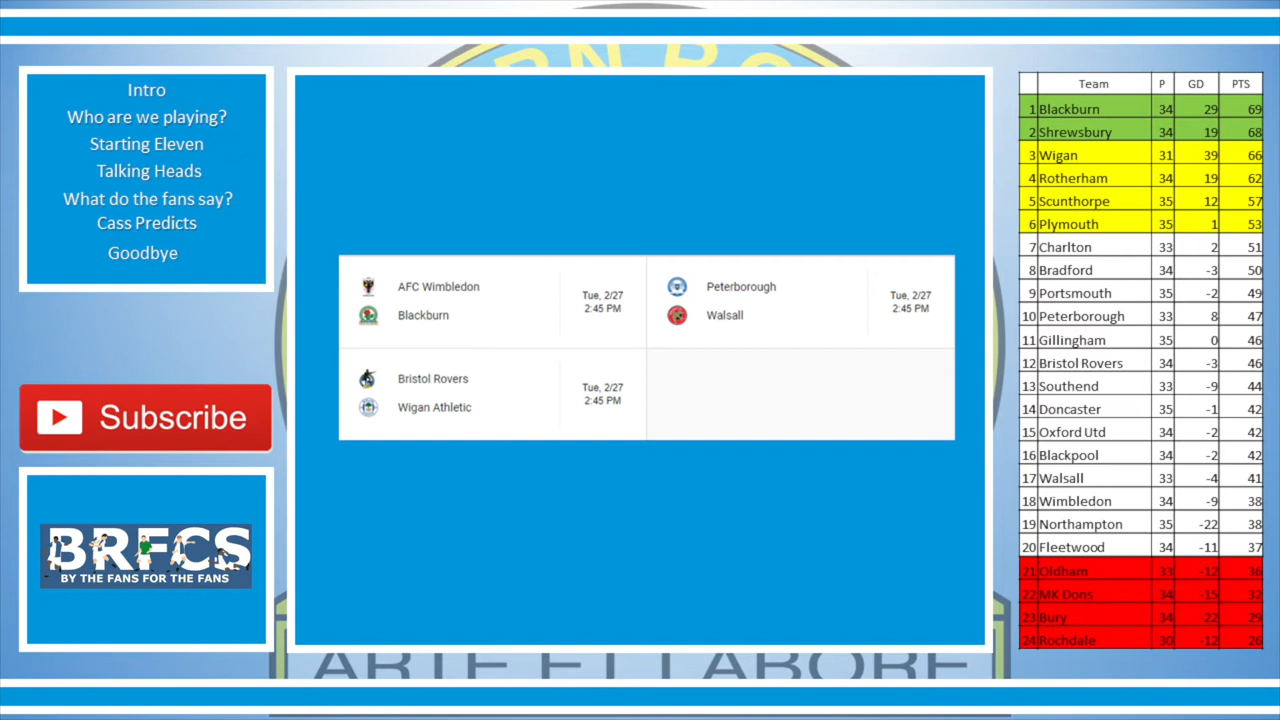 RN RO
Intro
Who are we playing?
Starting Eleven
Talking Heads
What do the fans say?
Cass Predicts
Goodbye
Subscribe
BRFCS
BY THE FANS FOR THE FANS
AFC Wimbledon
Blackburn
Tue, 2/27
2:45 PM
Peterborough
Walsall
Tue, 2/27
2:45 PM
Bristol Rovers
Wigan Athletic
Tue, 2/27
2:45 PM
ARTE ET LABORE
Team P GD PTS
1 Blackburn 34 29 69
2 Shrewsbury 34 19 68
3 Wigan 31 39 66
4 Rotherham 34 19 62
5 Scunthorpe 35 12 57
6 Plymouth 35 1 53
7 Charlton 33 2 51
8 Bradford 34 -3 50
9 Portsmouth 35 -2 49
10 Peterborough 33 8 47
11 Gillingham 35 0 46
12 Bristol Rovers 34 -3 46
13 Southend 33 -9 44
14 Doncaster 35 -1 42
15 Oxford Utd 34 -2 42
16 Blackpool 34 -2 42
17 Walsall 33 -4 41
18 Wimbledon 34 -9 38
19 Northampton 35 -22 38
20 Fleetwood 34 -11 37
21 Oldham 33 -12 36
22 MK Dons 34 -15 32
23 Bury 34 -22 29
24 Rochdale 30 -12 26